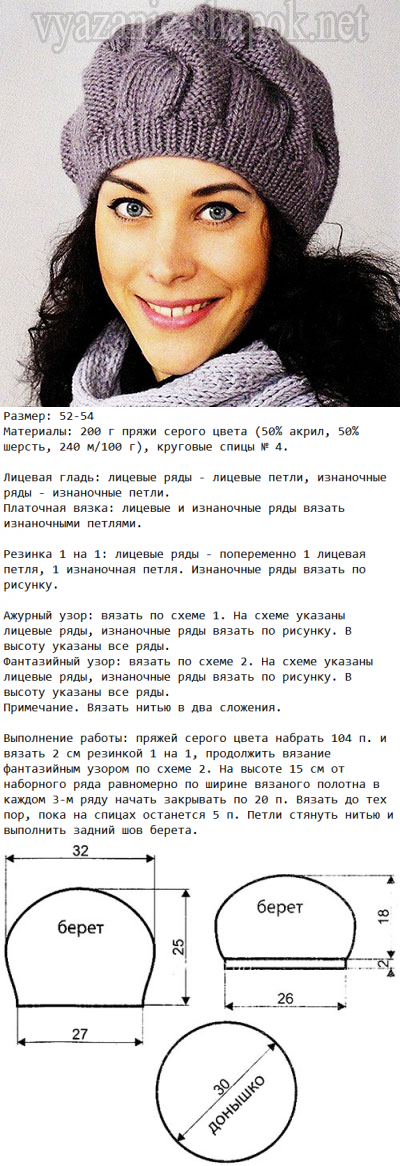 vyazanie-shapok.net
Размер: 52-54
Материалы: 200 г пряжи серого цвета (50% акрил, 50%
шерсть, 240 м/100 г), круговые спицы № 4.
Лицевая гладь: лицевые ряды - лицевые петли, изнаночные
ряды - изнаночные петли.
Платочная вязка: лицевые и изнаночные ряды вязать
изнаночными петлями.
Резинка 1 на 1: лицевые ряды - попеременно 1 лицевая
петля, 1 изнаночная петля. Изнаночные ряды вязать по
рисунку.
Ажурный узор: вязать по схеме 1. На схеме указаны
лицевые ряды, изнаночные ряды вязать по рисунку. В
высоту указаны все ряды.
Фантазийный узор: вязать по схеме 2. На схеме указаны
лицевые ряды, изнаночные ряды вязать по рисунку. В
высоту указаны все ряды.
Примечание. Вязать нитью в два сложения.
Выполнение работы: пряжей серого цвета набрать 104 п. и
вязать 2 см резинкой 1 на 1, продолжить вязание
фантазийным узором по схеме 2. На высоте 15 см от
наборного ряда равномерно по ширине вязаного полотна в
каждом 3-м ряду начать закрывать по 20 п. Вязать до тех
пор, пока на спицах останется 5 п. Петли стянуть нитью и
выполнить задний шов берета.
32
берет
25
27
берет
18
2
26
30
донышко